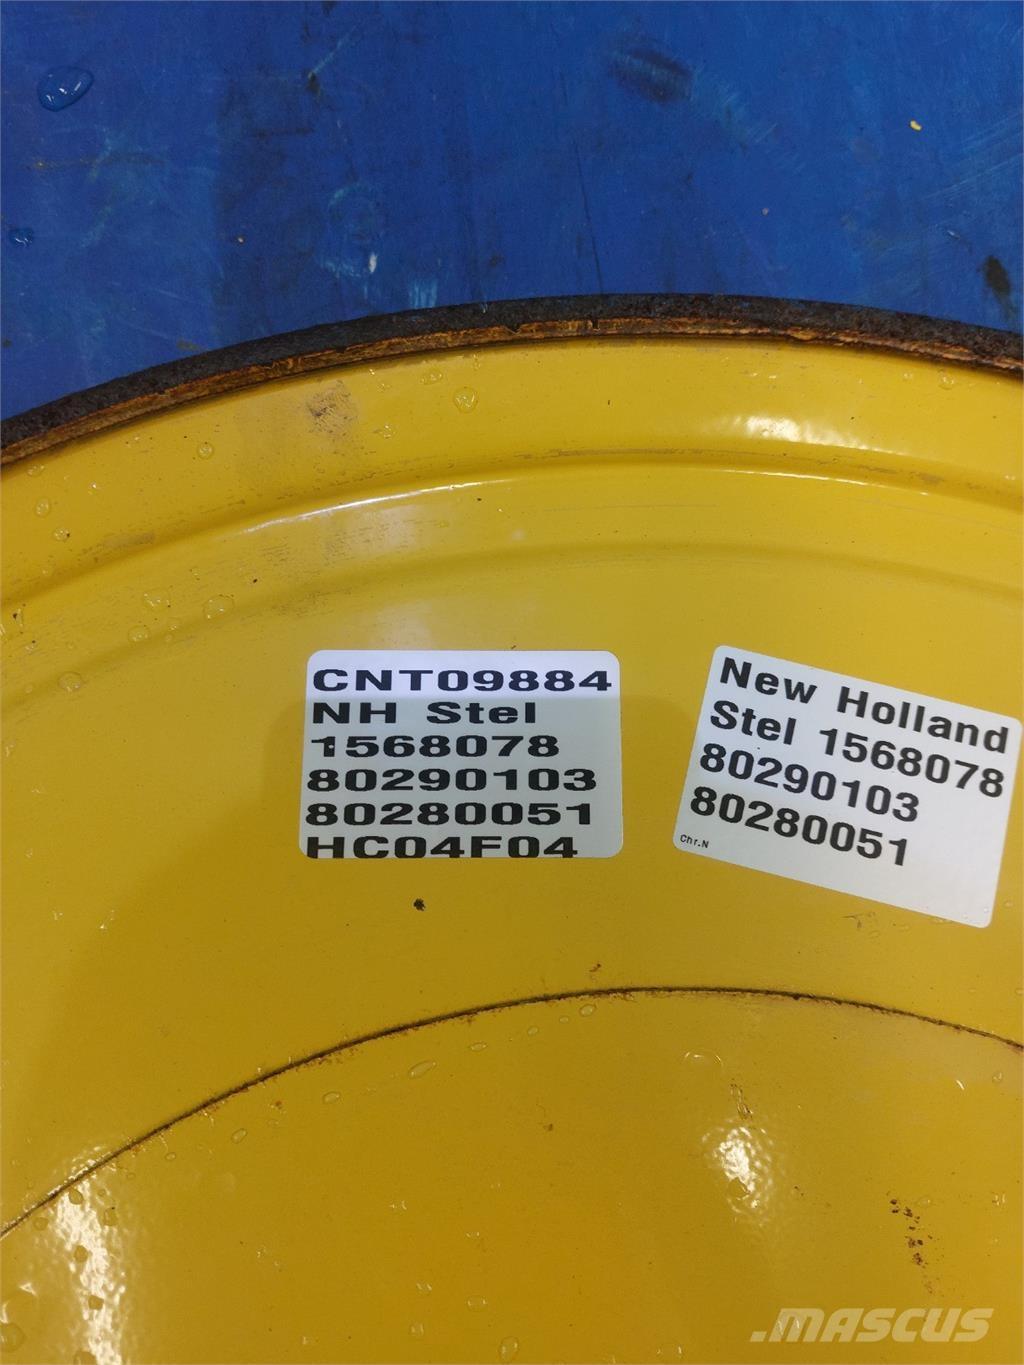 CNT09884
NH Stel
1568078
80290103
80280051
HC04F04
New Holland
Stel 1568078
80290103
80280051
Chr.N
MASCUS